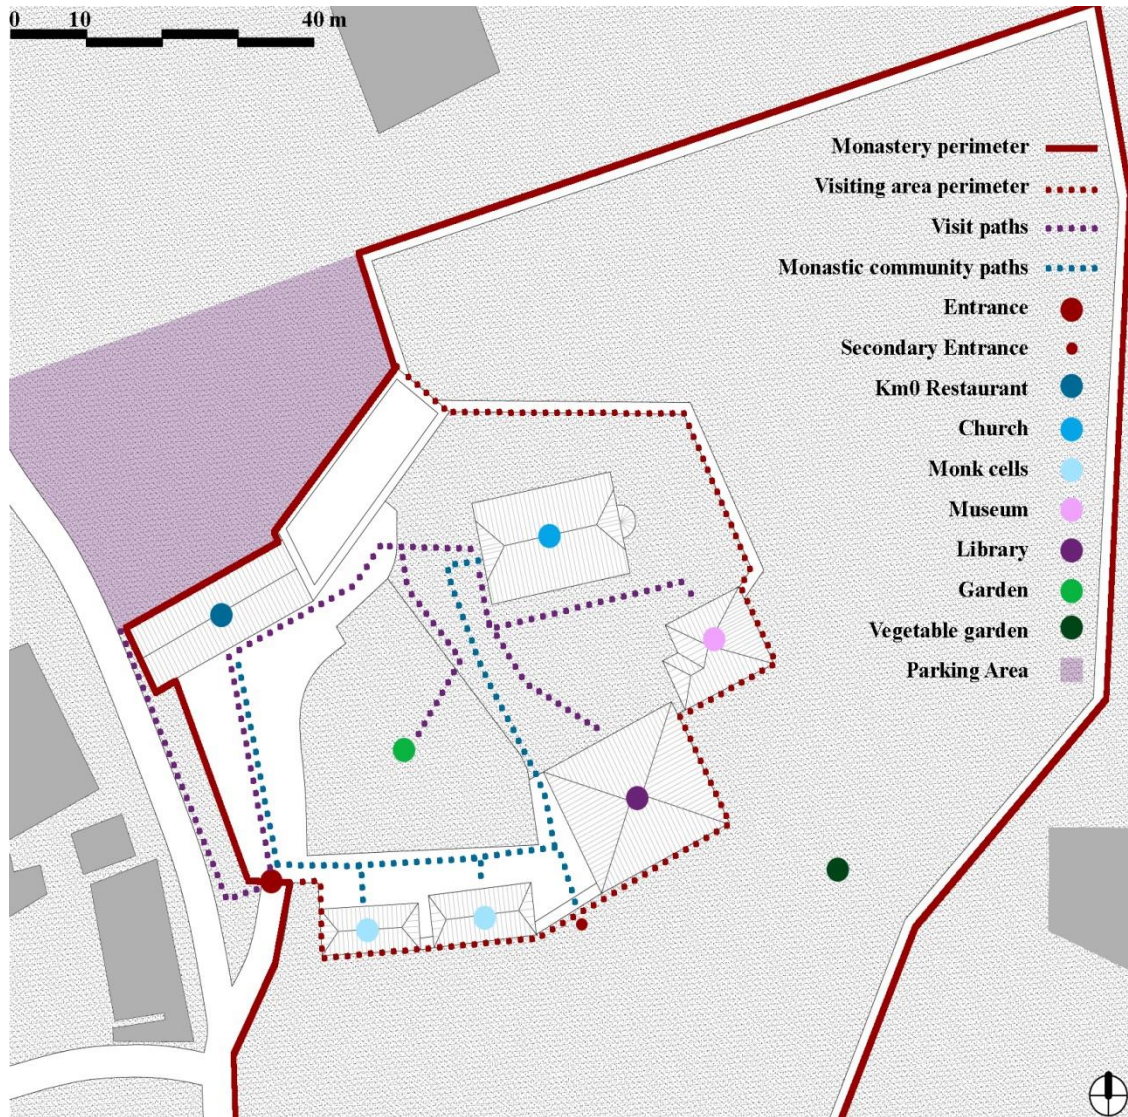 0 10 40 m
Monastery perimeter
Visiting area perimeter
Visit paths
Monastic community paths
Entrance
Secondary Entrance
Km0 Restaurant
Church
Monk cells
Museum
Library
Garden
Vegetable garden
Parking Area